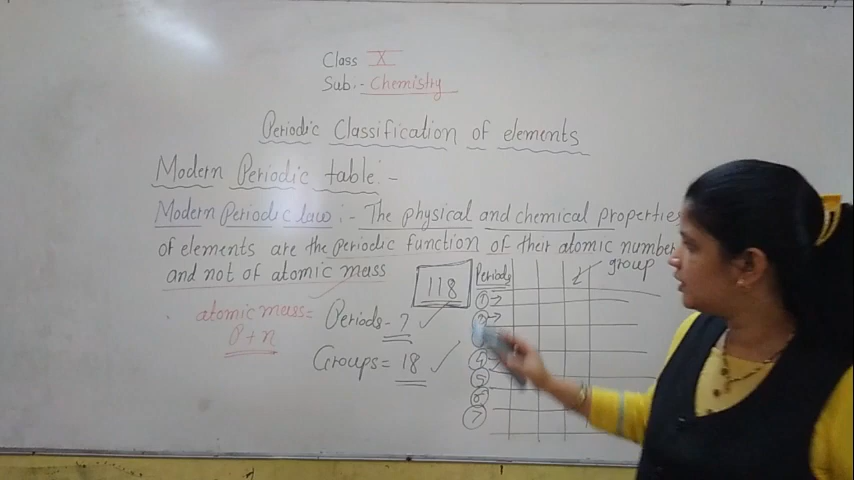 Class X
Sub:- Chemistry
Periodic Classification of elements
Modern Periodic table:-
Modern Periodic law:- The physical and chemical properties
of elements are the periodic function of their atomic number
and not of atomic mass
118
Periods
group
atomic mass=
P+n
Periods-7
Groups=18
1
2
4
5
6
7